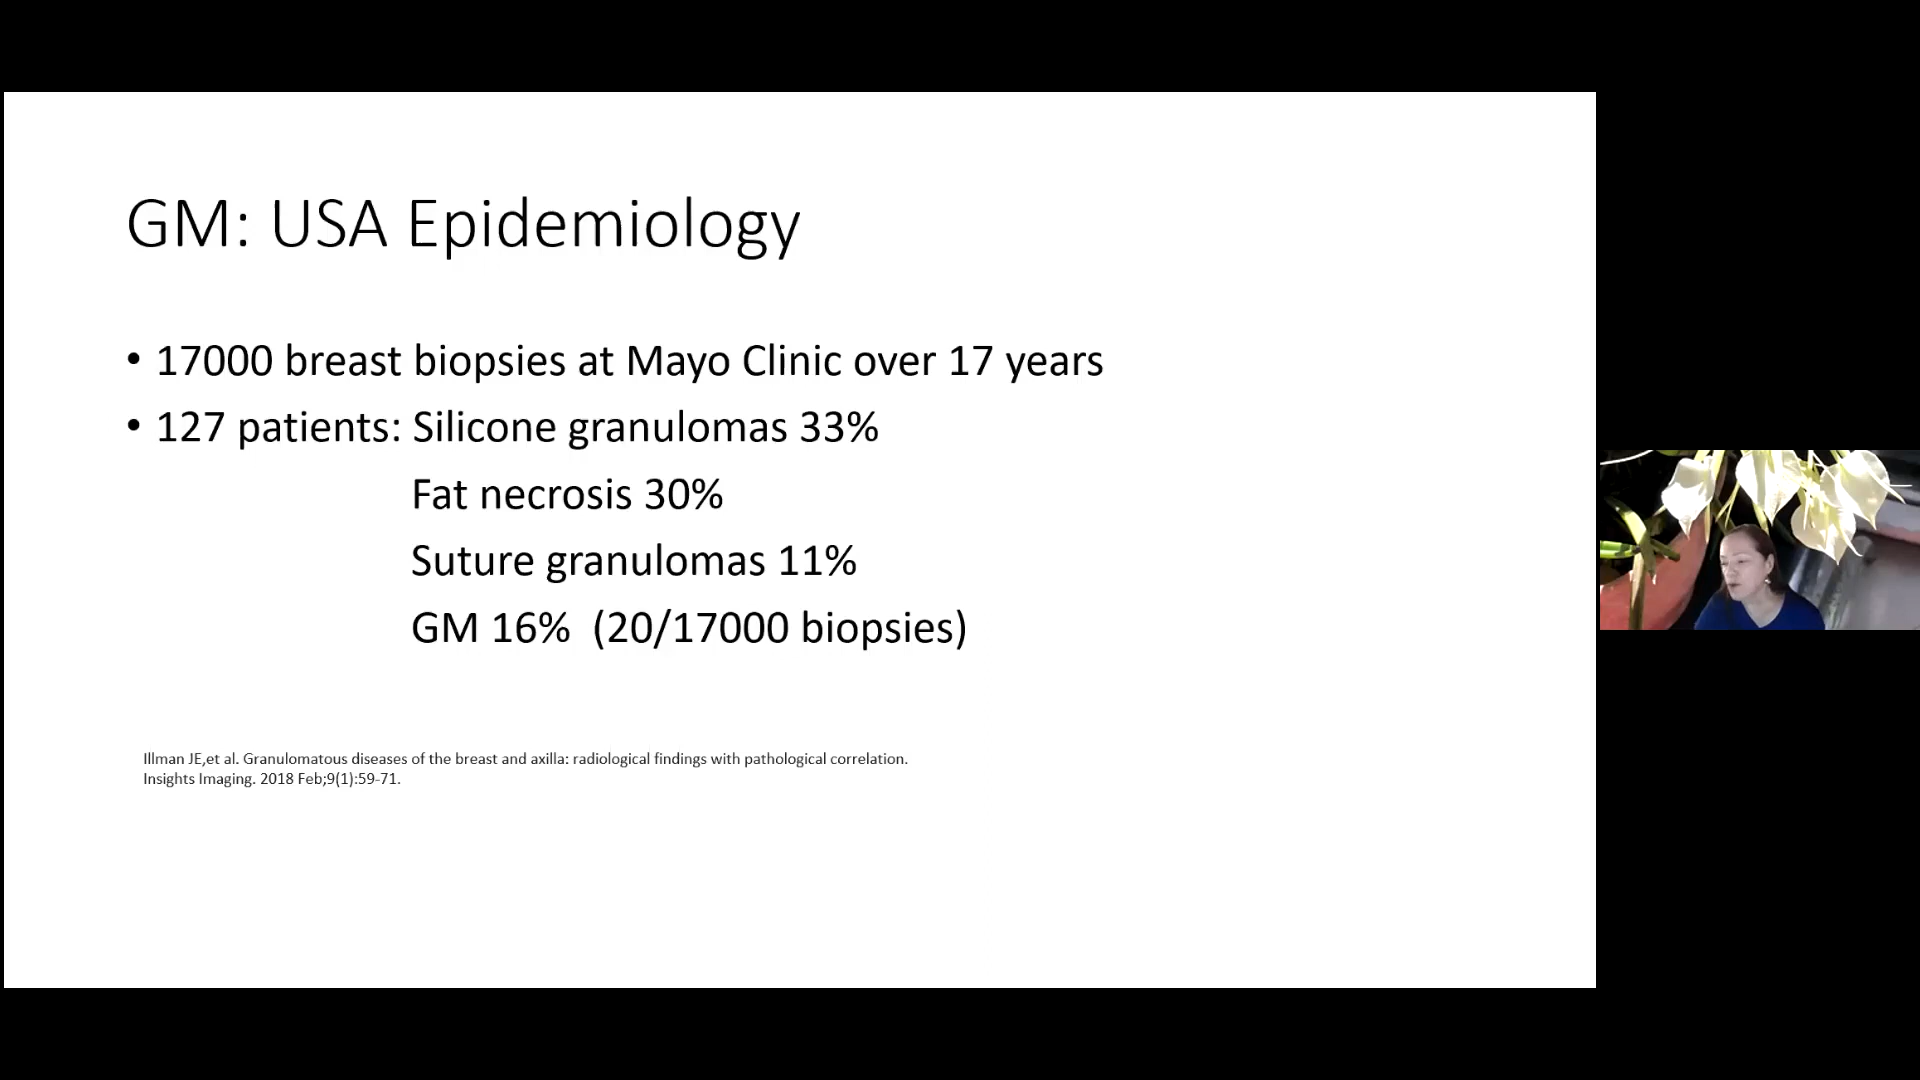 GM: USA Epidemiology
• 17000 breast biopsies at Mayo Clinic over 17 years
• 127 patients: Silicone granulomas 33%
Fat necrosis 30%
Suture granulomas 11%
GM 16% (20/17000 biopsies)
Illman JE,et al. Granulomatous diseases of the breast and axilla: radiological findings with pathological correlation.
Insights Imaging. 2018 Feb;9(1):59-71.